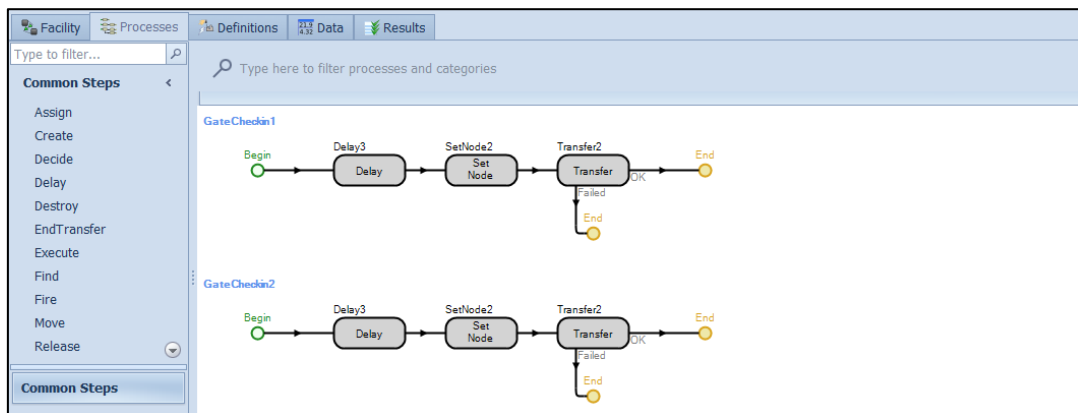 Facility Processes Definitions Data Results
Type to filter...
Type here to filter processes and categories
Common Steps
Assign
Create
Decide
Delay
Destroy
EndTransfer
Execute
Find
Fire
Move
Release
Common Steps
GateCheckin1
Begin Delay3 SetNode2 Transfer2 End
Delay Set Node Transfer OK
Failed
End
GateCheckin2
Begin Delay3 SetNode2 Transfer2 End
Delay Set Node Transfer OK
Failed
End